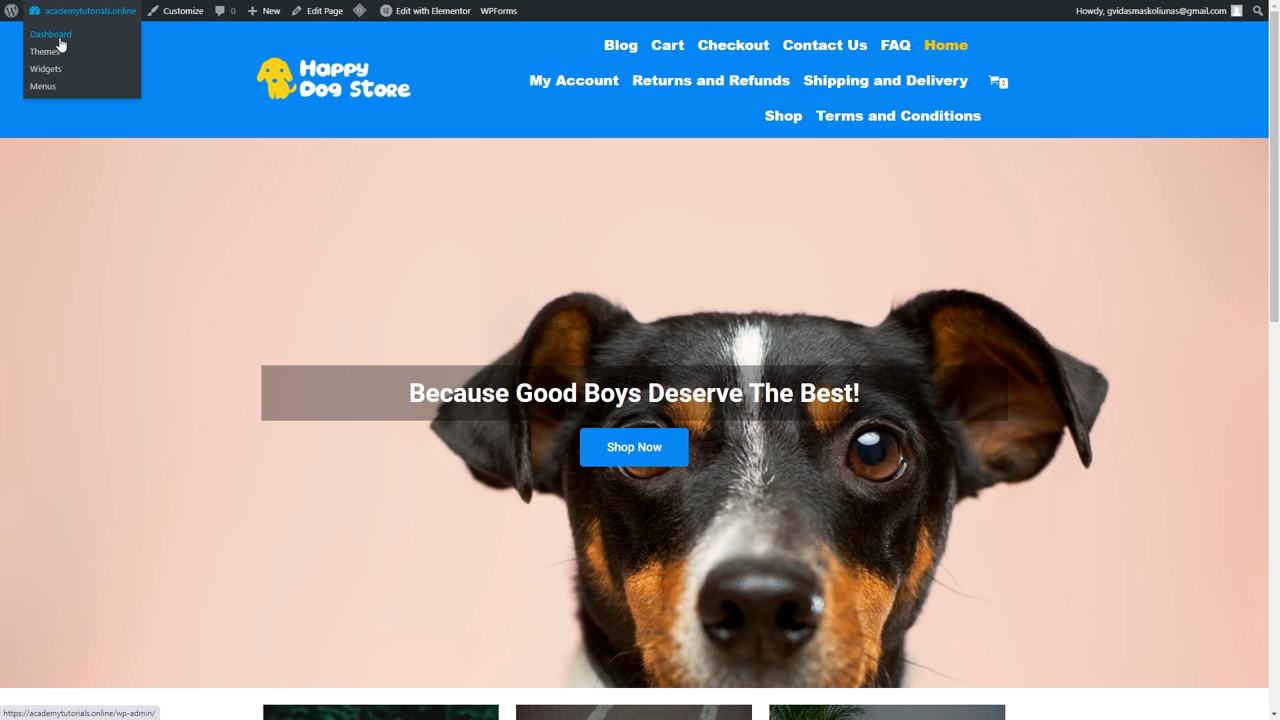 academytutorials.online Customize 0 New Edit Page Edit with Elementor WPForms Howdy, gvidasmaskoliunas@gmail.com
Dashboard
Themes
Widgets
Menus
Happy
Dog Store
Blog Cart Checkout Contact Us FAQ Home
My Account Returns and Refunds Shipping and Delivery 0
Shop Terms and Conditions
Because Good Boys Deserve The Best!
Shop Now
https://academytutorials.online/wp-admin/